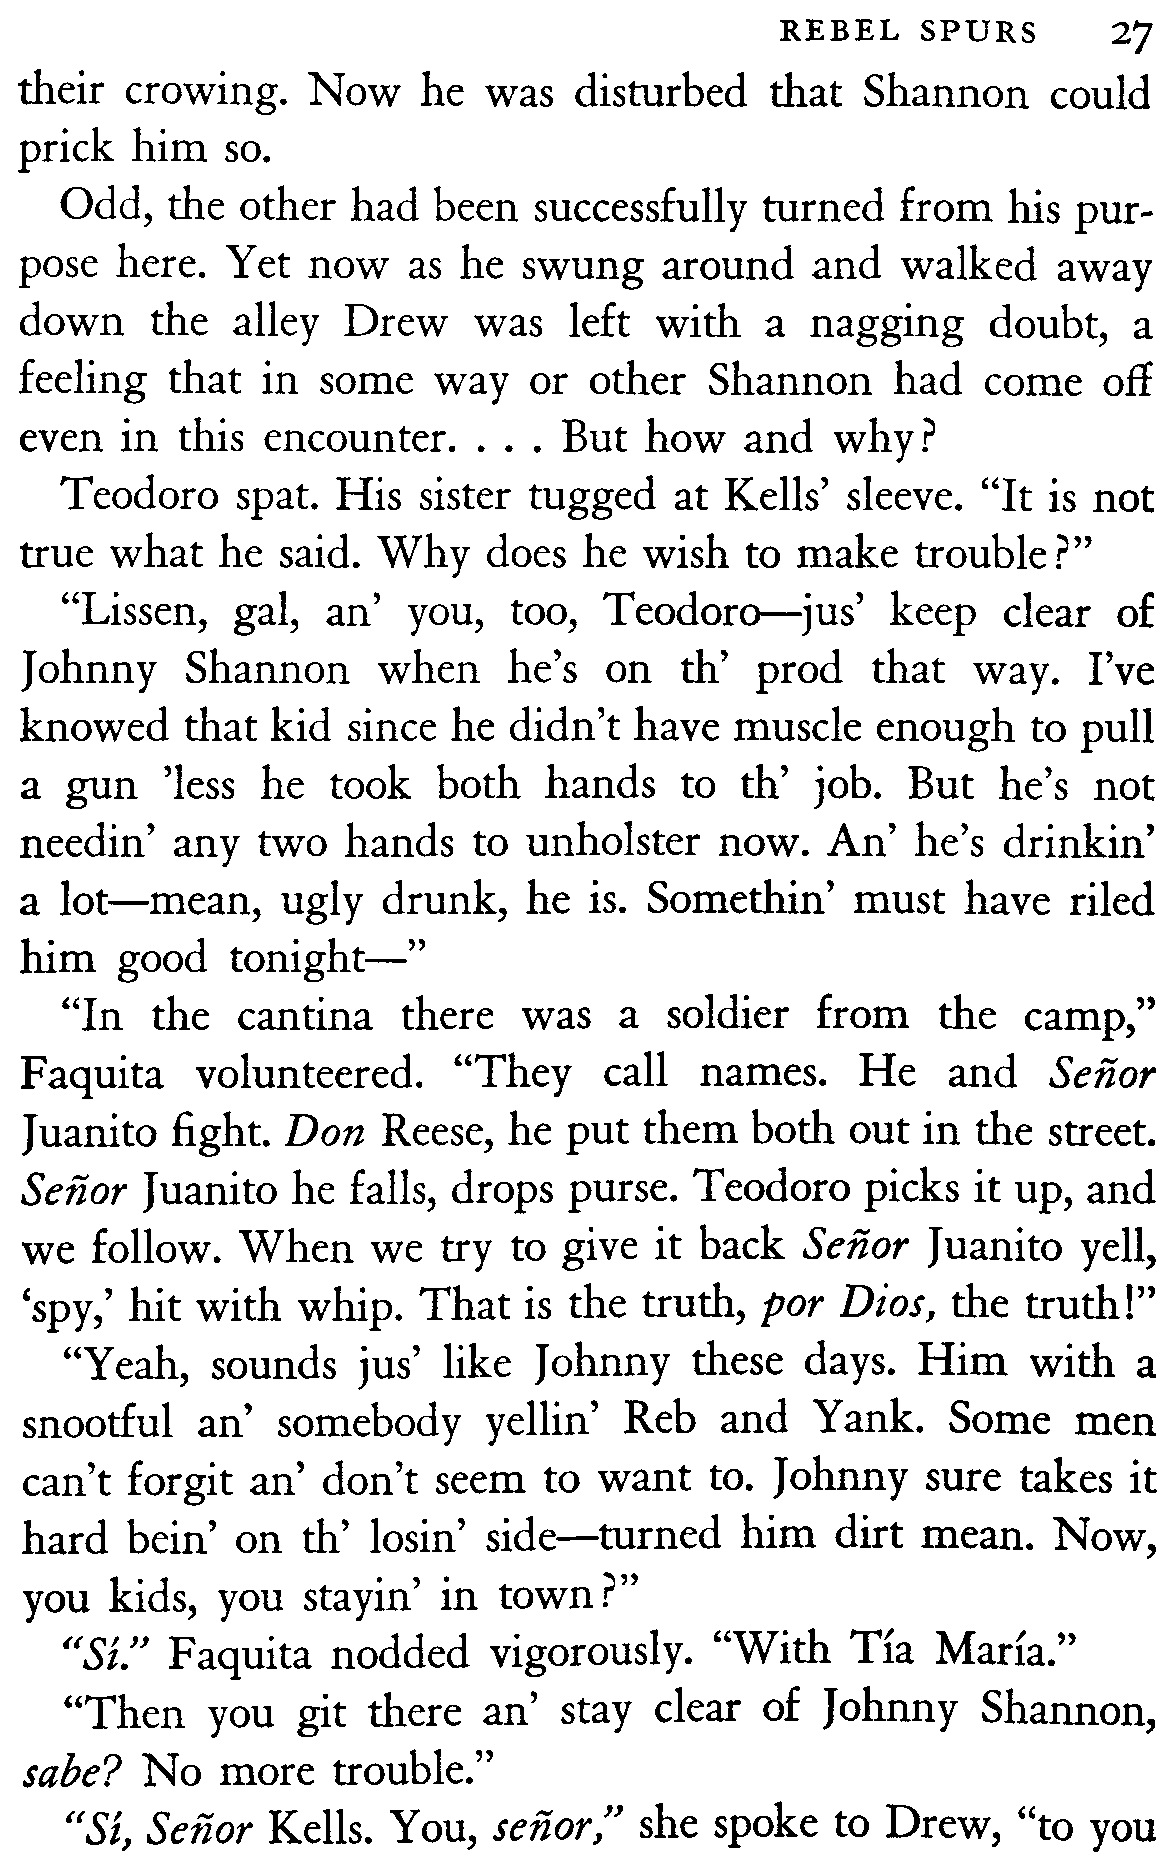 REBEL SPURS 27
their crowing. Now he was disturbed that Shannon could
prick him so.
Odd, the other had been successfully turned from his pur-
pose here. Yet now as he swung around and walked away
down the alley Drew was left with a nagging doubt, a
feeling that in some way or other Shannon had come off
even in this encounter. . . . But how and why?
Teodoro spat. His sister tugged at Kells’ sleeve. “It is not
true what he said. Why does he wish to make trouble?”
“Lissen, gal, an’ you, too, Teodoro—jus’ keep clear of
Johnny Shannon when he’s on th’ prod that way. I’ve
knowed that kid since he didn’t have muscle enough to pull
a gun ’less he took both hands to th’ job. But he’s not
needin’ any two hands to unholster now. An’ he’s drinkin’
a lot—mean, ugly drunk, he is. Somethin’ must have riled
him good tonight—”
“In the cantina there was a soldier from the camp,”
Faquita volunteered. “They call names. He and Señor
Juanito fight. Don Reese, he put them both out in the street.
Señor Juanito he falls, drops purse. Teodoro picks it up, and
we follow. When we try to give it back Señor Juanito yell,
‘spy,’ hit with whip. That is the truth, por Dios, the truth!”
“Yeah, sounds jus’ like Johnny these days. Him with a
snootful an’ somebody yellin’ Reb and Yank. Some men
can’t forgit an’ don’t seem to want to. Johnny sure takes it
hard bein’ on th’ losin’ side—turned him dirt mean. Now,
you kids, you stayin’ in town?”
“Sí.” Faquita nodded vigorously. “With Tía María.”
“Then you git there an’ stay clear of Johnny Shannon,
sabe? No more trouble.”
“Sí, Señor Kells. You, señor,” she spoke to Drew, “to you